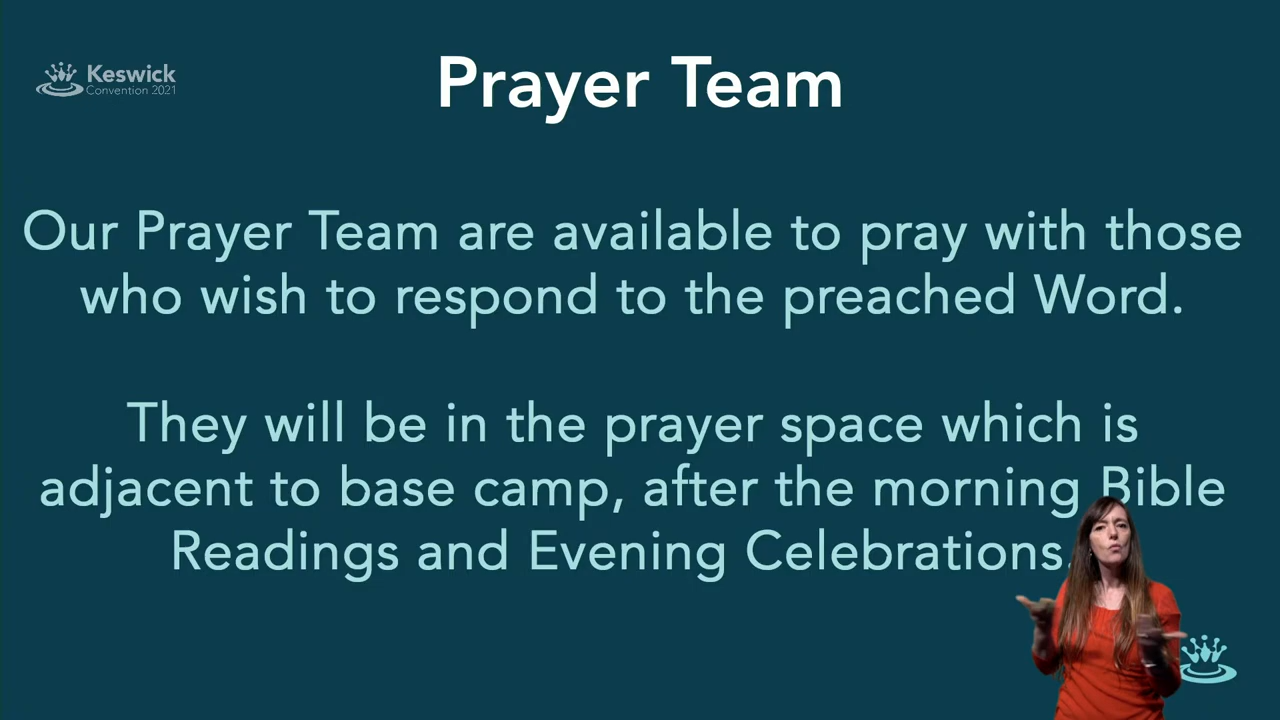 Keswick
Convention 2021
Prayer Team
Our Prayer Team are available to pray with those
who wish to respond to the preached Word.
They will be in the prayer space which is
adjacent to base camp, after the morning Bible
Readings and Evening Celebrations.